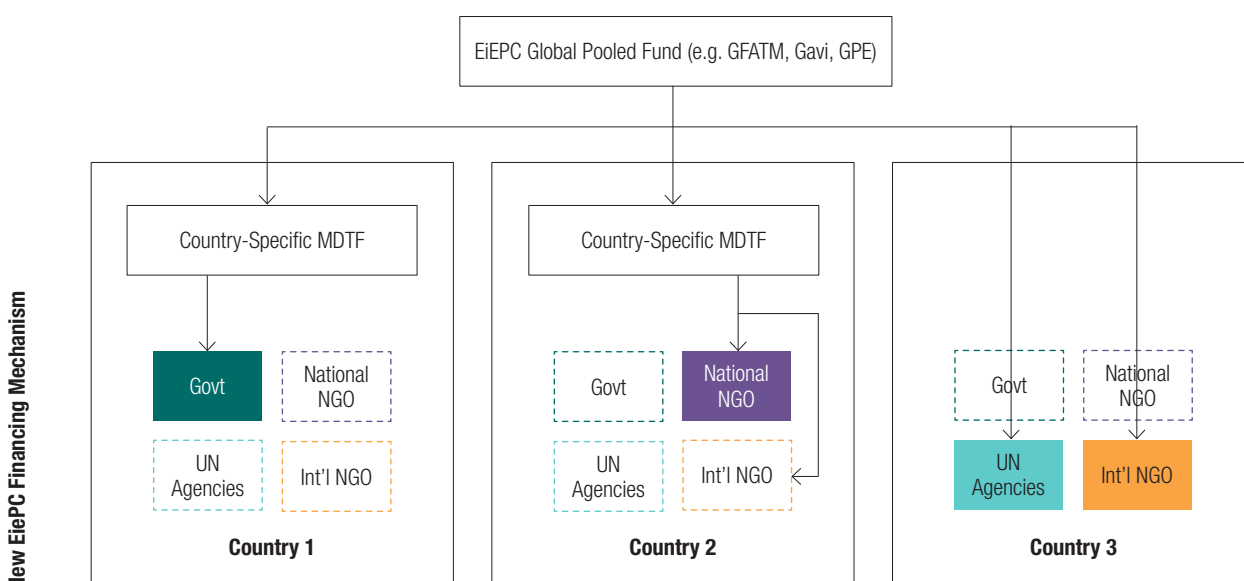 EiEPC Global Pooled Fund (e.g. GFATM, Gavi, GPE)
Country-Specific MDTF
Govt
National
NGO
UN
Agencies
Int'l NGO
Country 1
Country-Specific MDTF
Govt
National
NGO
UN
Agencies
Int'l NGO
Country 2
Govt
National
NGO
UN
Agencies
Int'l NGO
Country 3
EiePC Financing Mechanism